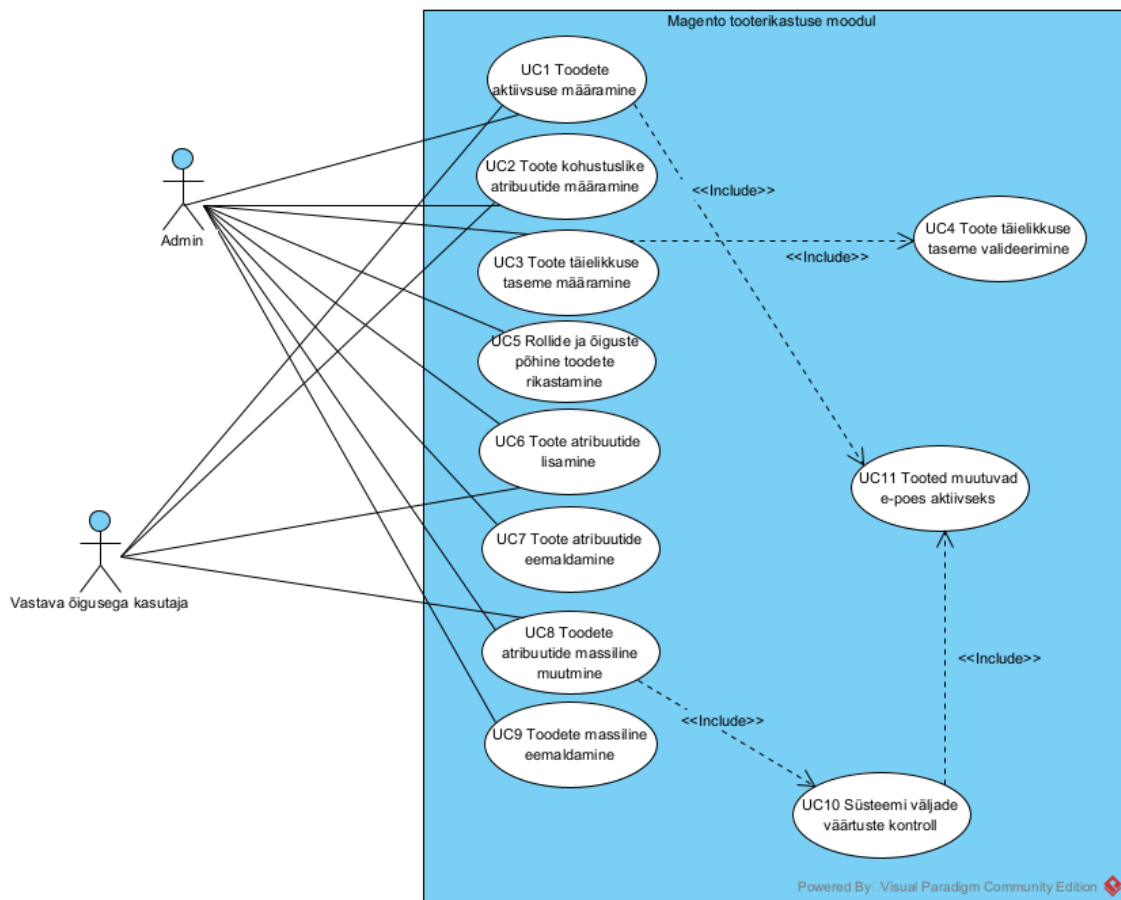 Magento tooterikastuse moodul
UC1 Toodete
aktiivsuse määramine
UC2 Toote kohustuslike
atribuutide määramine
<<Include>>
Admin
UC3 Toote täielikkuse
taseme määramine
<<Include>>
UC4 Toote täielikkuse
taseme valideerimine
UC5 Rollide ja õiguste
põhine toodete
rikastamine
UC6 Toote atribuutide
lisamine
UC11 Tooted muutuvad
e-poes aktiivseks
UC7 Toote atribuutide
eemaldamine
Vastava õigusega kasutaja
UC8 Toodete
atribuutide massiline
muutmine
<<Include>>
<<Include>>
UC9 Toodete massiline
eemaldamine
UC10 Süsteemi väljade
väärtuste kontroll
Powered By Visual Paradigm Community Edition